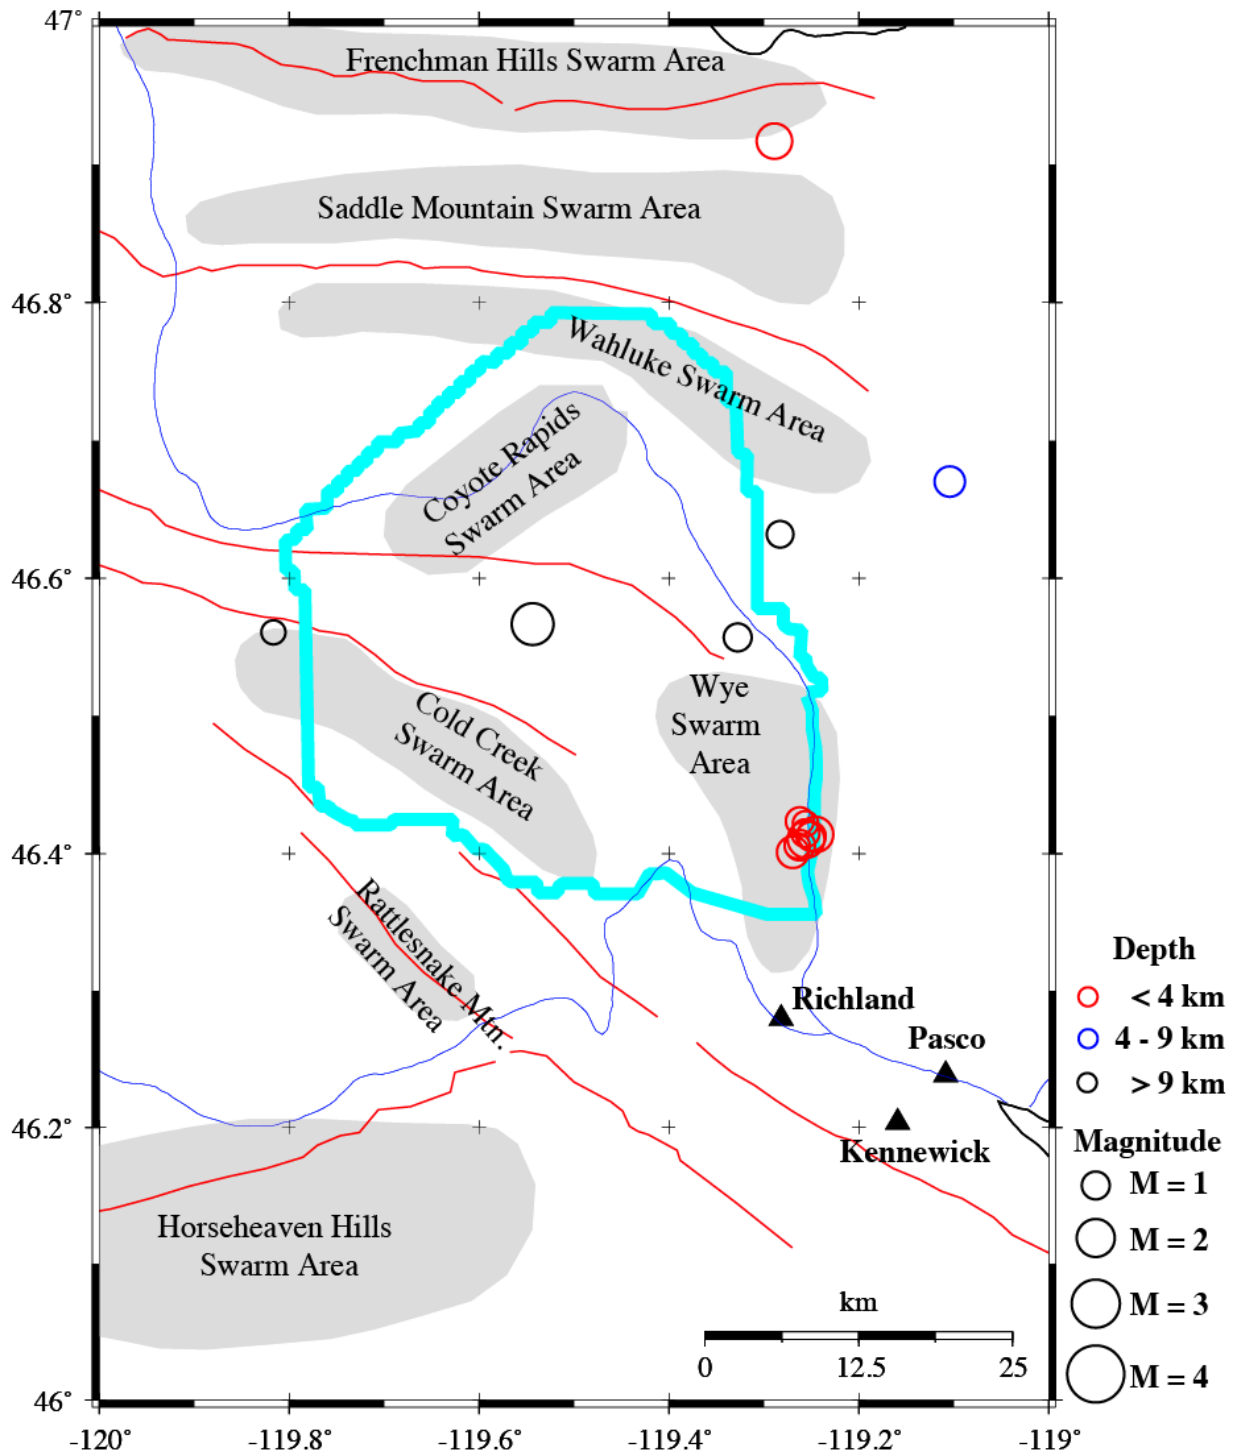 47°
Frenchman Hills Swarm Area
Saddle Mountain Swarm Area
46.8°
Wahluke Swarm Area
Coyote Rapids
Swarm Area
46.6°
Wye
Swarm
Area
Cold Creek
Swarm Area
46.4°
Rattlesnake Mtn.
Swarm Area
Depth
< 4 km
4 - 9 km
> 9 km
Richland
Pasco
Kennewick
46.2°
Magnitude
M = 1
M = 2
M = 3
M = 4
Horseheaven Hills
Swarm Area
km
0 12.5 25
46°
-120° -119.8° -119.6° -119.4° -119.2° -119°